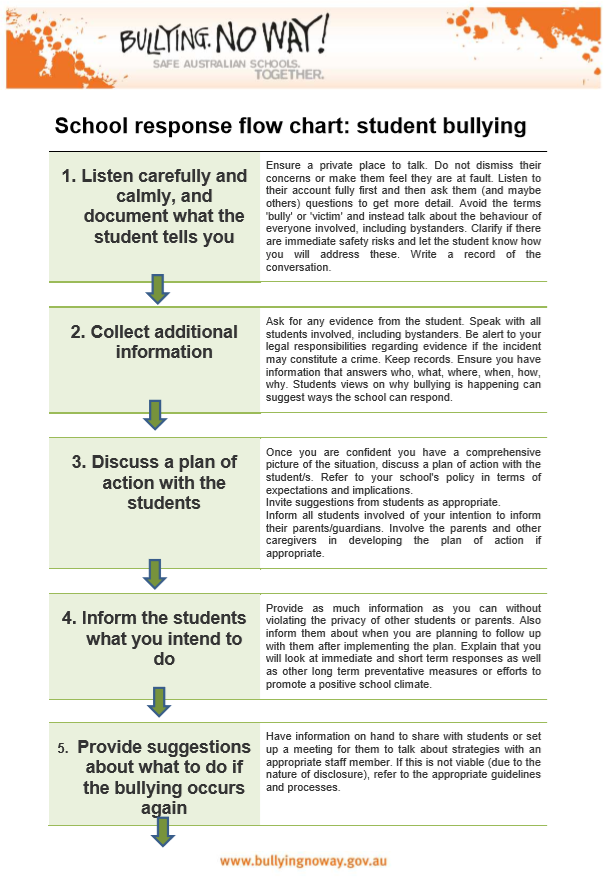 BULLYING. NO WAY!
SAFE AUSTRALIAN SCHOOLS.
TOGETHER.
School response flow chart: student bullying
1. Listen carefully and
calmly, and
document what the
student tells you
Ensure a private place to talk. Do not dismiss their
concerns or make them feel they are at fault. Listen to
their account fully first and then ask them (and maybe
others) questions to get more detail. Avoid the terms
'bully' or 'victim' and instead talk about the behaviour of
everyone involved, including bystanders. Clarify if there
are immediate safety risks and let the student know how
you will address these. Write a record of the
conversation.
2. Collect additional
information
Ask for any evidence from the student. Speak with all
students involved, including bystanders. Be alert to your
legal responsibilities regarding evidence if the incident
may constitute a crime. Keep records. Ensure you have
information that answers who, what, where, when, how,
why. Students views on why bullying is happening can
suggest ways the school can respond.
3. Discuss a plan of
action with the
students
Once you are confident you have a comprehensive
picture of the situation, discuss a plan of action with the
student/s. Refer to your school's policy in terms of
expectations and implications.
Invite suggestions from students as appropriate.
Inform all students involved of your intention to inform
their parents/guardians. Involve the parents and other
caregivers in developing the plan of action if
appropriate.
4. Inform the students
what you intend to
do
Provide as much information as you can without
violating the privacy of other students or parents. Also
inform them about when you are planning to follow up
with them after implementing the plan. Explain that you
will look at immediate and short term responses as well
as other long term preventative measures or efforts to
promote a positive school climate.
5. Provide suggestions
about what to do if
the bullying occurs
again
Have information on hand to share with students or set
up a meeting for them to talk about strategies with an
appropriate staff member. If this is not viable (due to the
nature of disclosure), refer to the appropriate guidelines
and processes.
www.bullyingnoway.gov.au